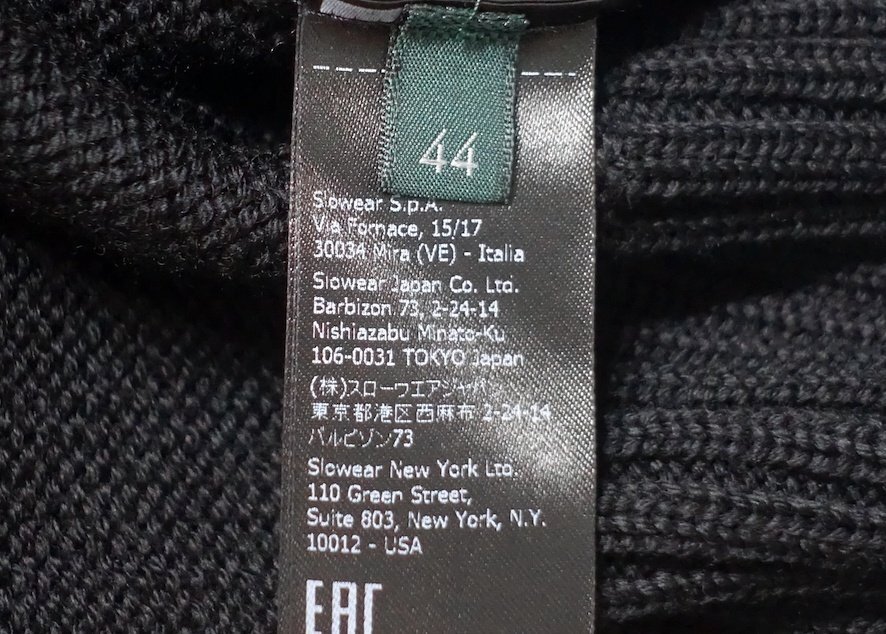 44
Slowear S.p.A.
Via Fornace, 15/17
30034 Mira (VE) - Italia
Slowear Japan Co. Ltd.
Barbizon 73, 2-24-14
Nishiazabu Minato-Ku
106-0031 TOKYO Japan
(株)スローウエアジャパン
東京都港区西麻布 2-24-14
バルビゾン73
Slowear New York Ltd.
110 Green Street,
Suite 803, New York, N.Y.
10012 - USA
EAC